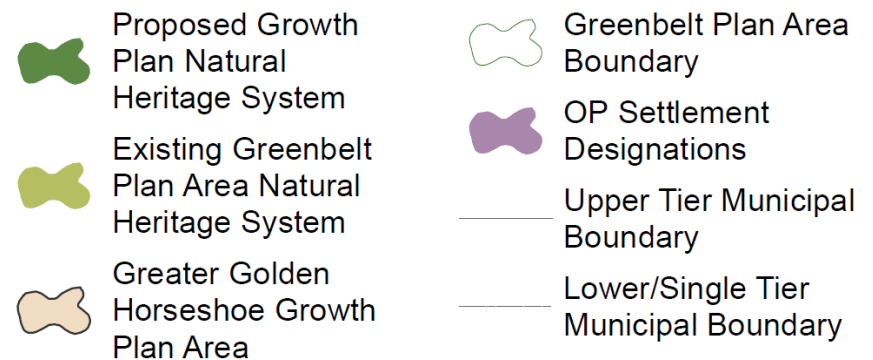 Proposed Growth
Plan Natural
Heritage System
Existing Greenbelt
Plan Area Natural
Heritage System
Greater Golden
Horseshoe Growth
Plan Area
Greenbelt Plan Area
Boundary
OP Settlement
Designations
Upper Tier Municipal
Boundary
Lower/Single Tier
Municipal Boundary